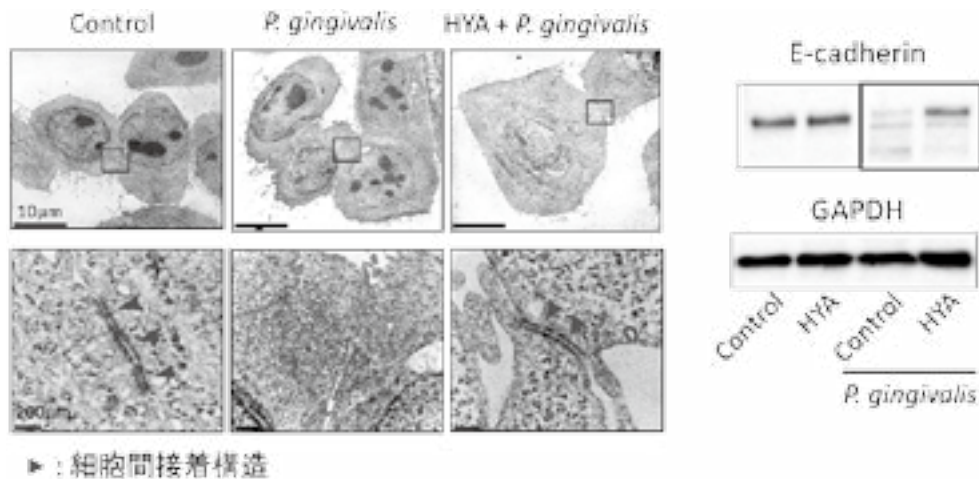 Control
P. gingivalis
HYA + P. gingivalis
10μm
200μm
▶ : 細胞間接着構造
E-cadherin
GAPDH
Control
HYA
Control
HYA
P. gingivalis